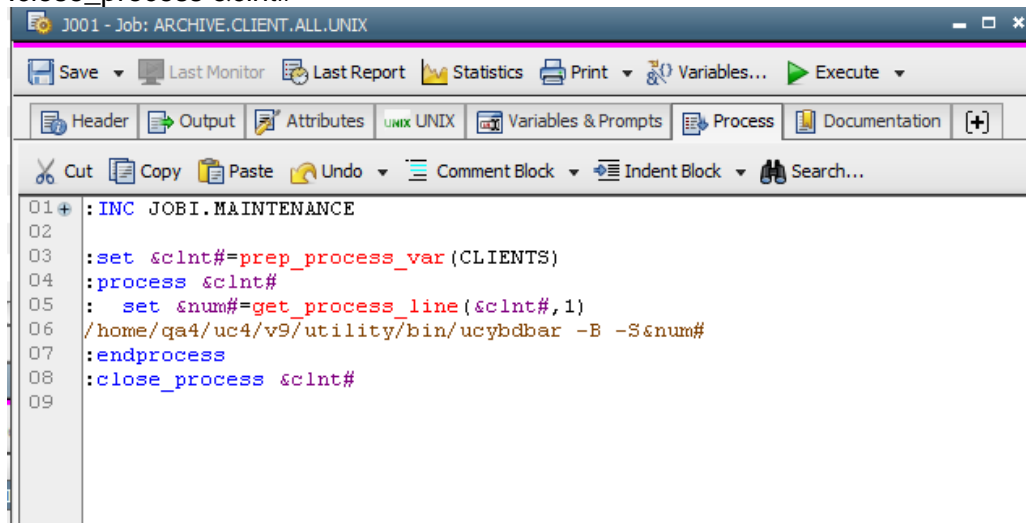 J001 - Job: ARCHIVE.CLIENT.ALL.UNIX
Save Last Monitor Last Report Statistics Print Variables... Execute
Header Output Attributes UNIX UNIX Variables & Prompts Process Documentation [+]
Cut Copy Paste Undo Comment Block Indent Block Search...
01 :INC JOBI.MAINTENANCE
02
03 :set &clnt#=prep_process_var(CLIENTS)
04 :process &clnt#
05 :  set &num#=get_process_line(&clnt#,1)
06 /home/qa4/uc4/v9/utility/bin/ucybdbar -B -S&num#
07 :endprocess
08 :close_process &clnt#
09